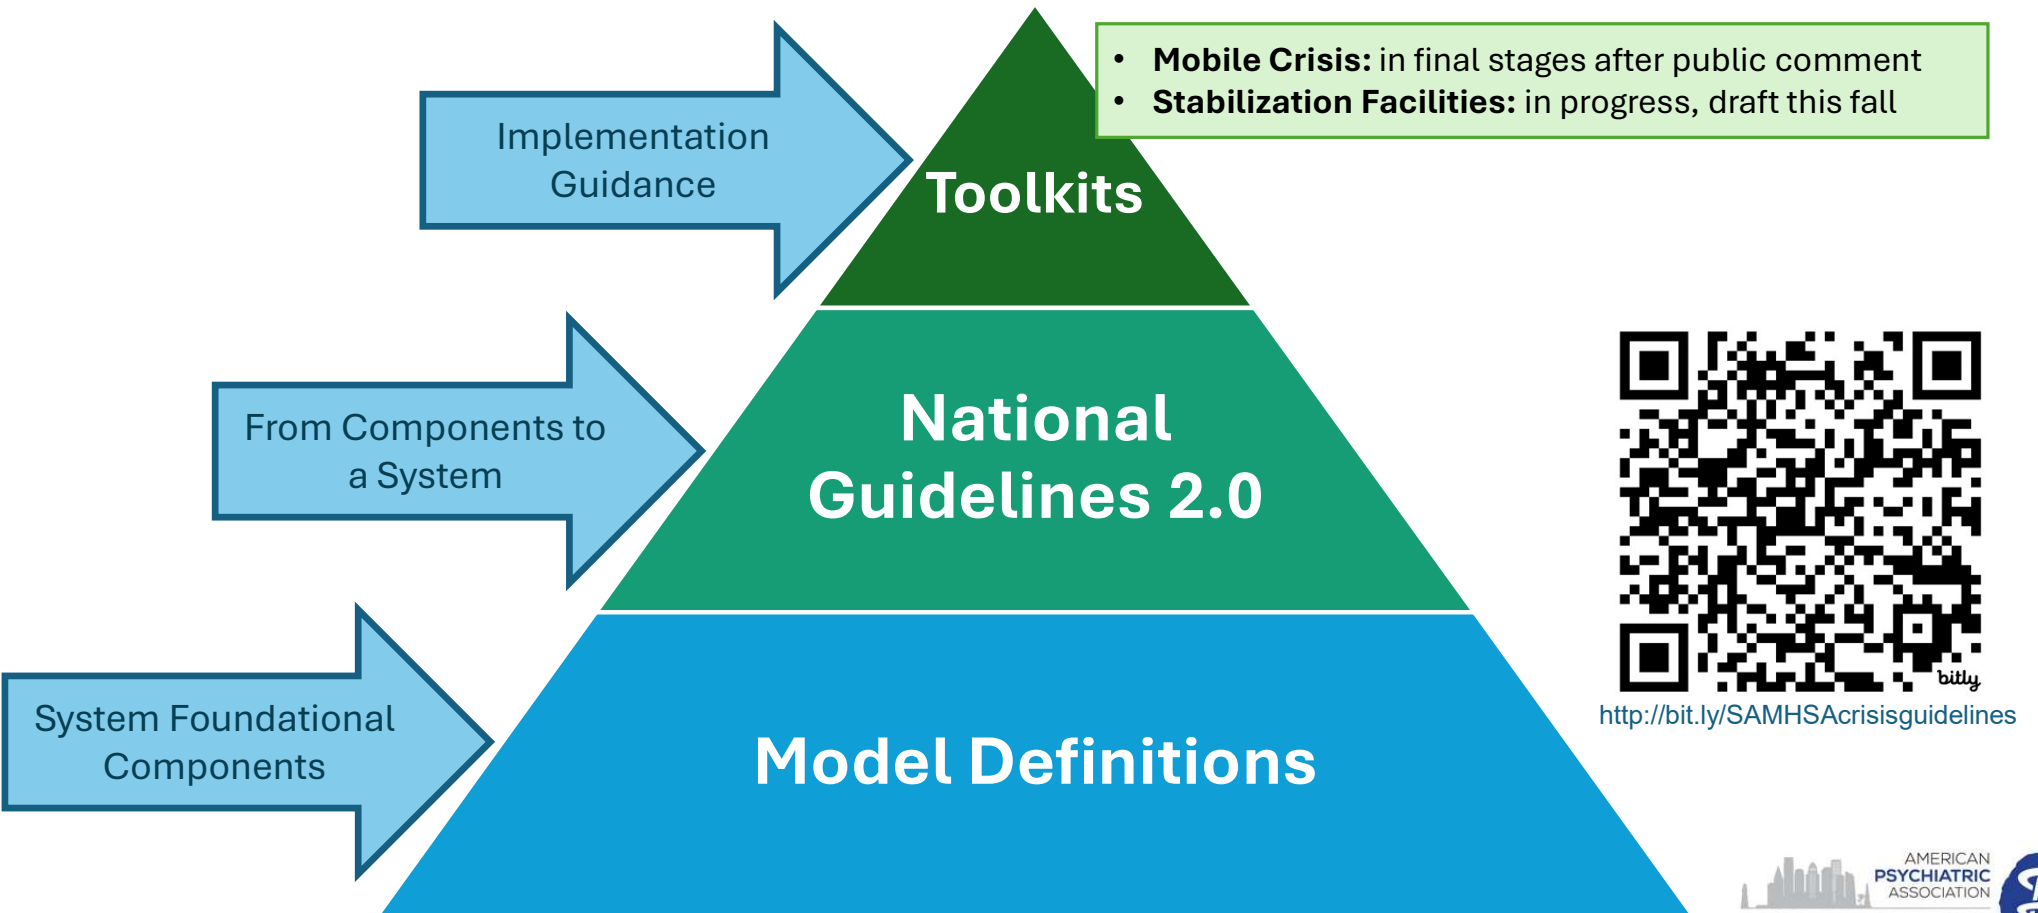 • Mobile Crisis: in final stages after public comment
• Stabilization Facilities: in progress, draft this fall
Implementation
Guidance
Toolkits
From Components to
a System
National
Guidelines 2.0
bitly
http://bit.ly/SAMHSAcrisisguidelines
System Foundational
Components
Model Definitions
AMERICAN
PSYCHIATRIC
ASSOCIATION